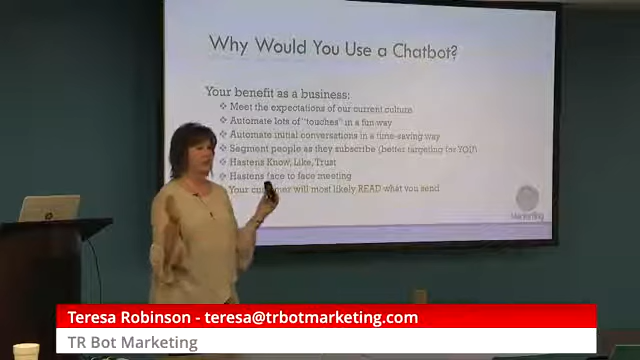 Why Would You Use a Chatbot?
Your benefit as a business:
Meet the expectations of our current culture
Automate lots of "touches" in a fun way
Automate initial conversations in a time-saving way
Segment people as they subscribe (better targeting for YOU)
Hastens Know, Like, Trust
Hastens face to face meeting
Your customer will most likely READ what you send
Marketing
Teresa Robinson - teresa@trbotmarketing.com
TR Bot Marketing